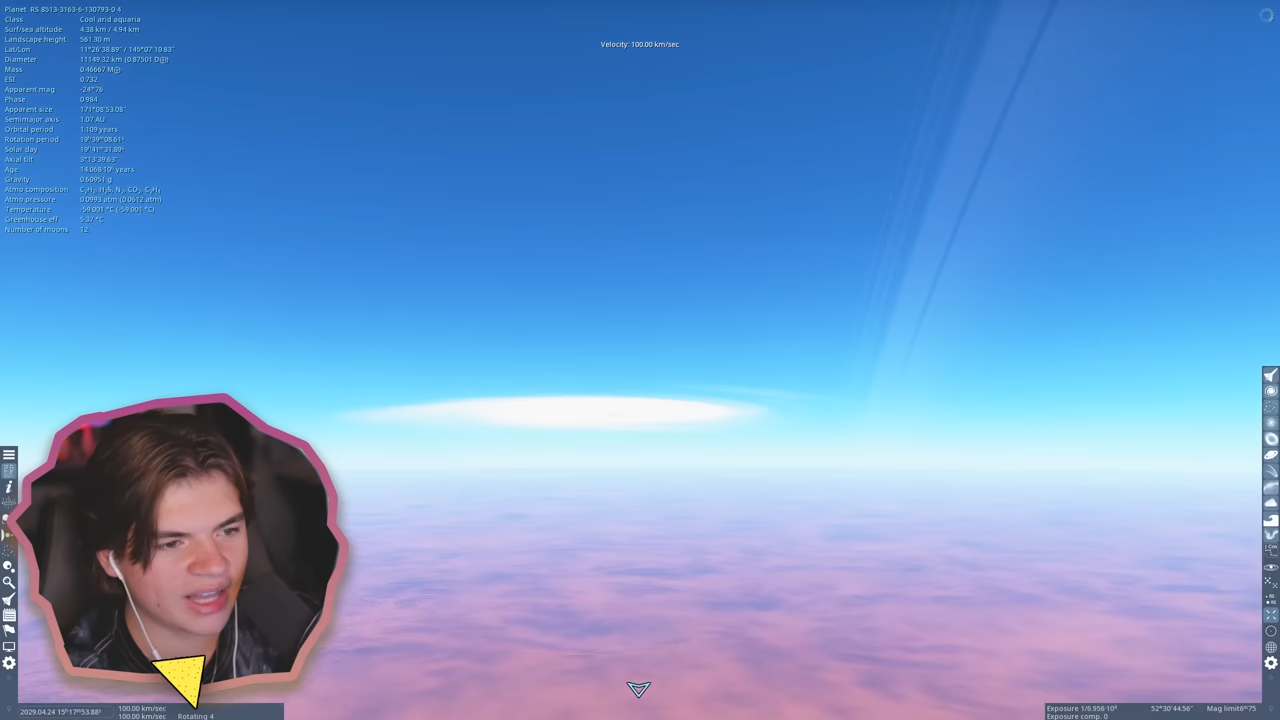 Planet RS 8513-3163-6-130793-0 4
Class Cool arid aquaria
Surf/sea altitude 4.38 km / 4.94 km
Landscape height 561.30 m
Lat/Lon 11°26'38.89" / 145°07'10.83"
Diameter 11149.32 km (0.87501 D⊕)
Mass 0.46667 M⊕
ESI 0.732
Apparent mag -24ᵐ76
Phase 0.984
Apparent size 171°08'53.08"
Semimajor axis 1.07 AU
Orbital period 1.109 years
Rotation period 19ʰ39ᵐ08.61ˢ
Solar day 19ʰ41ᵐ31.89ˢ
Axial tilt 3°13'39.63"
Age 14.068·10⁹ years
Gravity 0.60951 g
Atmo composition C₂H₂, H₂S, N₂, CO₂, C₂H₄
Atmo pressure 0.0993 atm (0.0612 atm)
Temperature -59.001 °C (-59.001 °C)
Greenhouse eff 5.37 °C
Number of moons 12
Velocity: 100.00 km/sec
2029.04.24 15ʰ17ᵐ53.88ˢ
100.00 km/sec
100.00 km/sec Rotating 4
Exposure 1/6.956·10⁴ 52°30'44.56" Mag limit 6ᵐ75
Exposure comp. 0